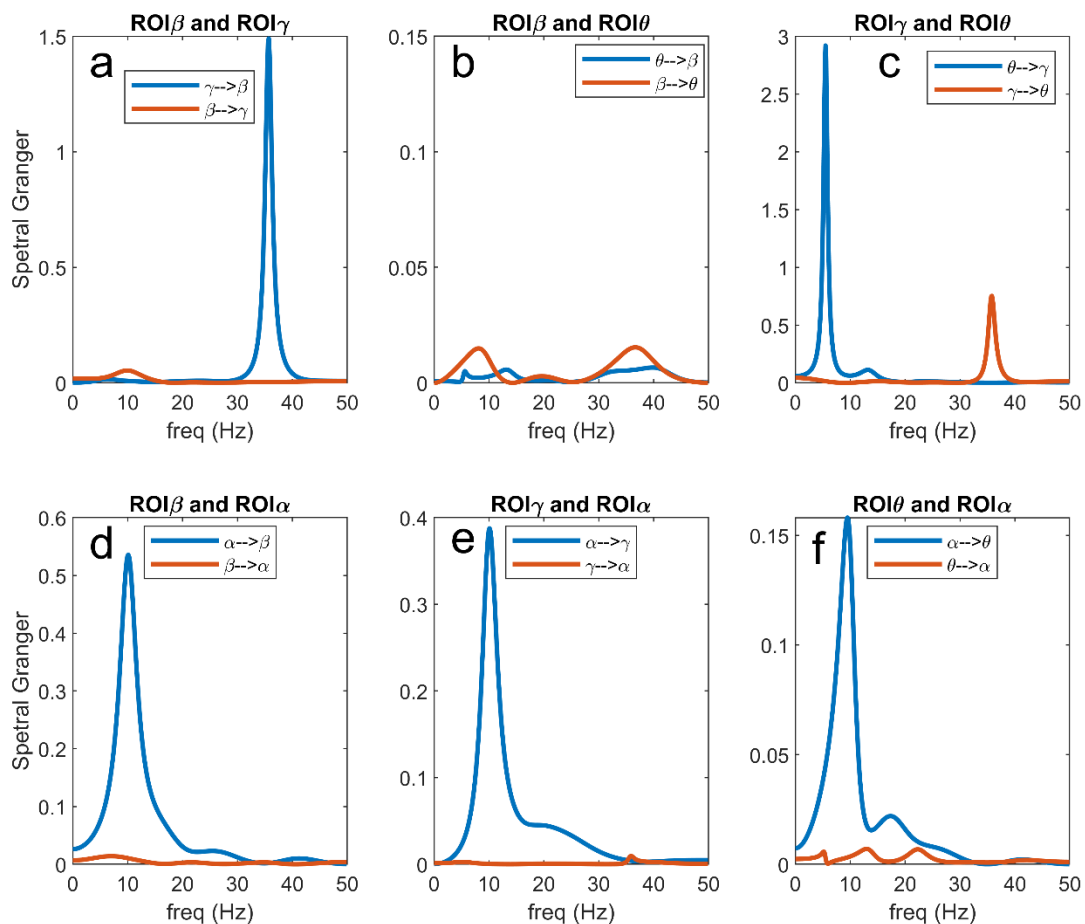 ROIβ and ROIγ
a
γ-->β
β-->γ
Spetral Granger
1.5
1
0.5
0
0 10 20 30 40 50
freq (Hz)
ROIβ and ROIθ
b
θ-->β
β-->θ
0.15
0.1
0.05
0
0 10 20 30 40 50
freq (Hz)
ROIγ and ROIθ
c
θ-->γ
γ-->θ
3
2.5
2
1.5
1
0.5
0
0 10 20 30 40 50
freq (Hz)
ROIβ and ROIα
d
α-->β
β-->α
Spetral Granger
0.6
0.5
0.4
0.3
0.2
0.1
0
0 10 20 30 40 50
freq (Hz)
ROIγ and ROIα
e
α-->γ
γ-->α
0.4
0.3
0.2
0.1
0
0 10 20 30 40 50
freq (Hz)
ROIθ and ROIα
f
α-->θ
θ-->α
0.15
0.1
0.05
0
0 10 20 30 40 50
freq (Hz)